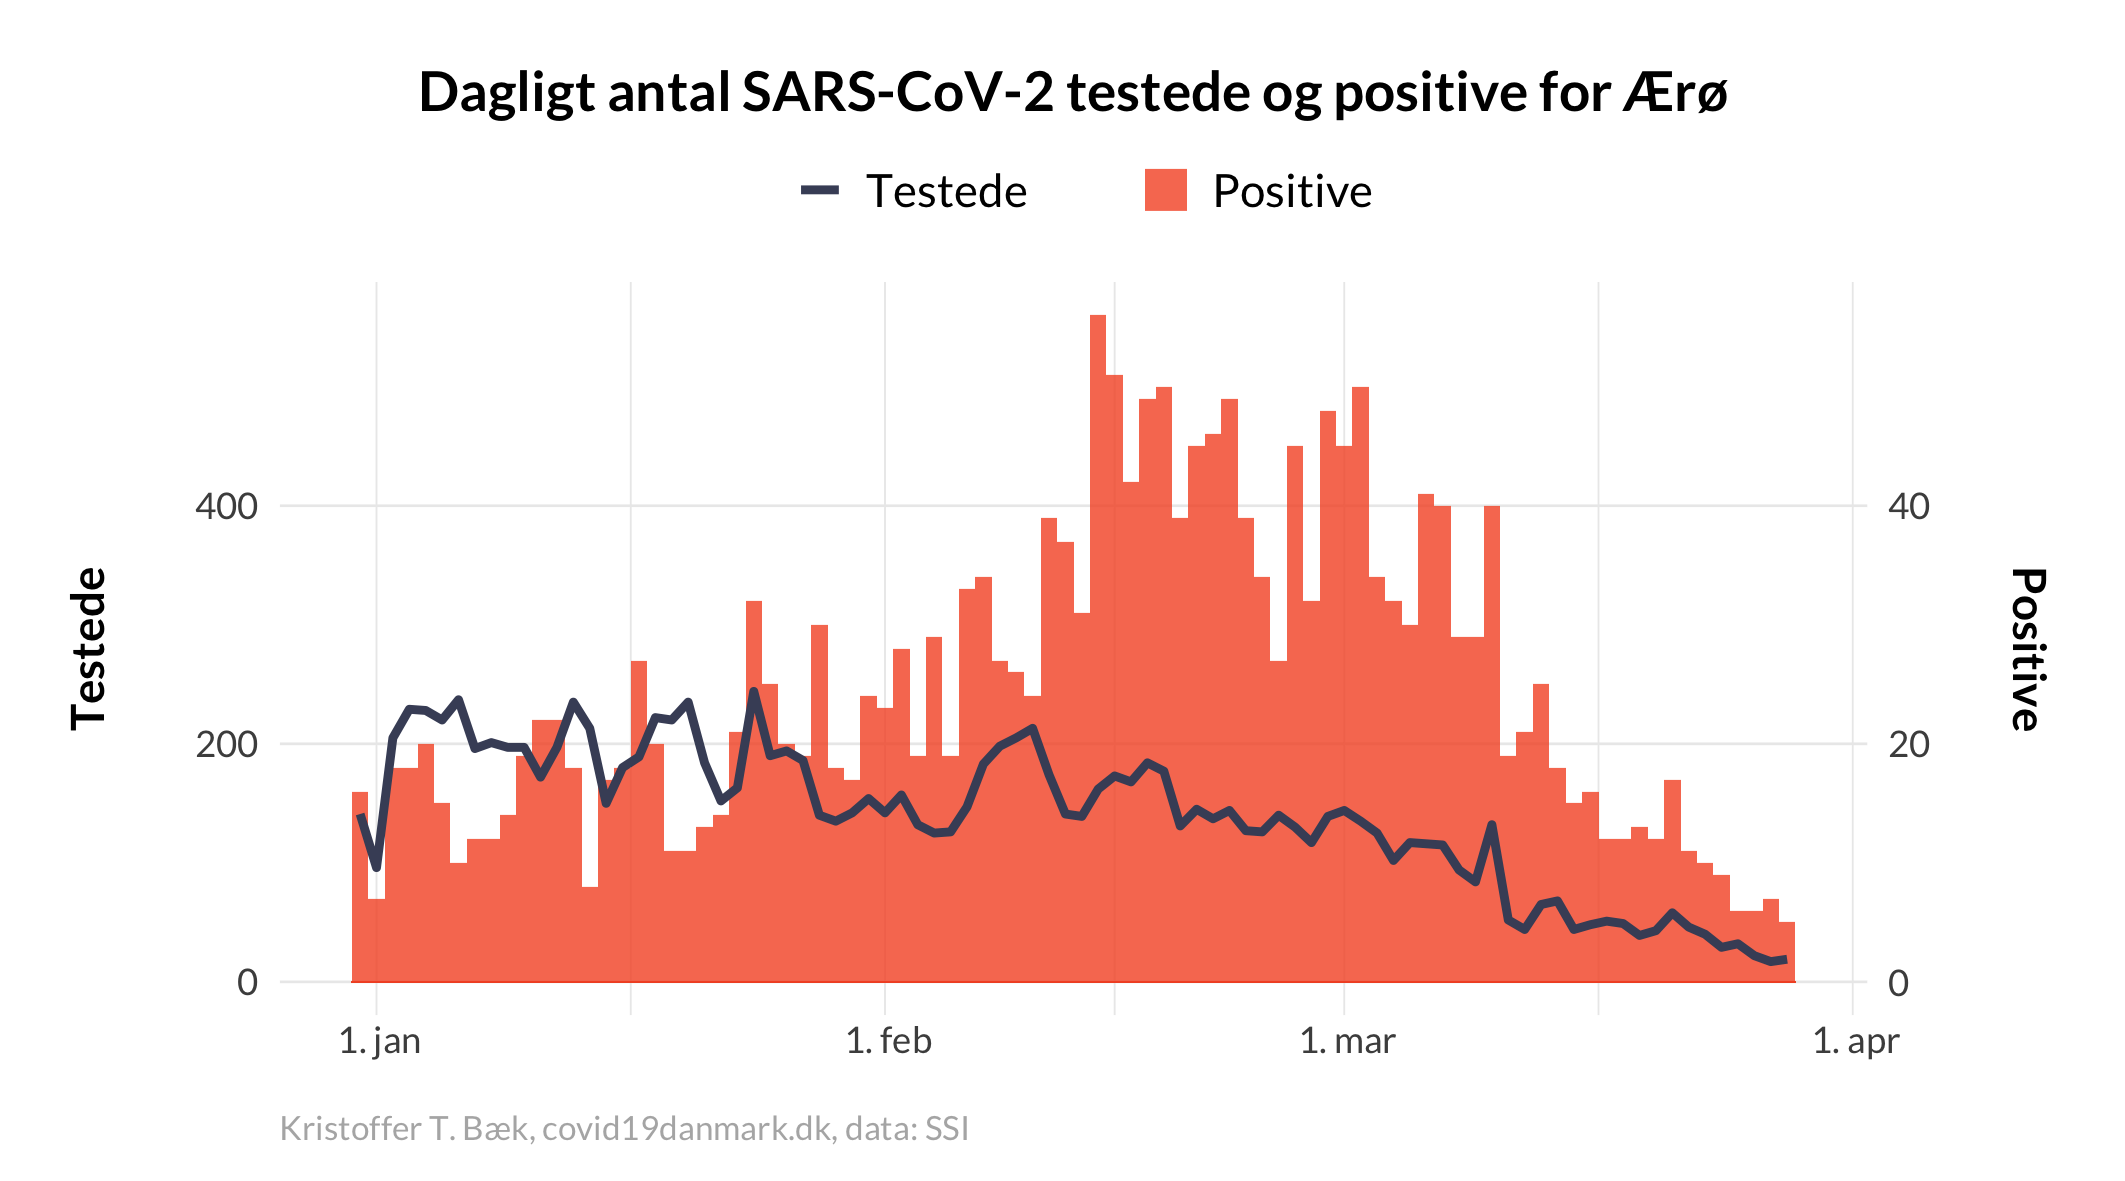 Dagligt antal SARS-CoV-2 testede og positive for Ærø
Testede
Positive
400
200
0
Testede
40
20
0
Positive
1. jan
1. feb
1. mar
1. apr
Kristoffer T. Bæk, covid19danmark.dk, data: SSI